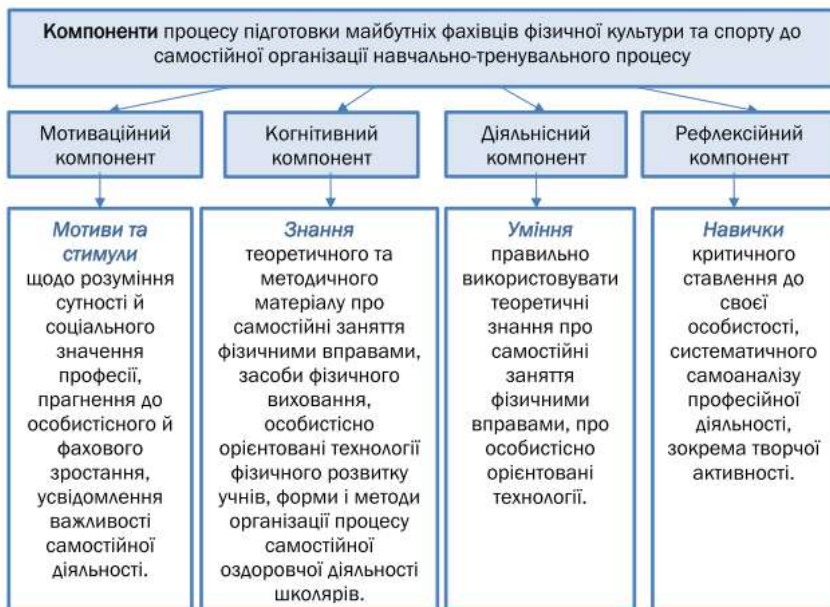 Компоненти процесу підготовки майбутніх фахівців фізичної культури та спорту до
самостійної організації навчально-тренувального процесу
Мотиваційний
компонент
Когнітивний
компонент
Діяльнісний
компонент
Рефлексійний
компонент
Мотиви та
стимули
щодо розуміння
сутності й
соціального
значення
професії,
прагнення до
особистісного й
фахового
зростання,
усвідомлення
важливості
самостійної
діяльності.
Знання
теоретичного та
методичного
матеріалу про
самостійні заняття
фізичними вправами,
засоби фізичного
виховання,
особистісно
орієнтовані технології
фізичного розвитку
учнів, форми і методи
організації процесу
самостійної
оздоровчої діяльності
школярів.
Уміння
правильно
використовувати
теоретичні
знання про
самостійні
заняття
фізичними
вправами, про
особистісно
орієнтовані
технології.
Навички
критичного
ставлення до
своєї
особистості,
систематичного
самоаналізу
професійної
діяльності,
зокрема творчої
активності.